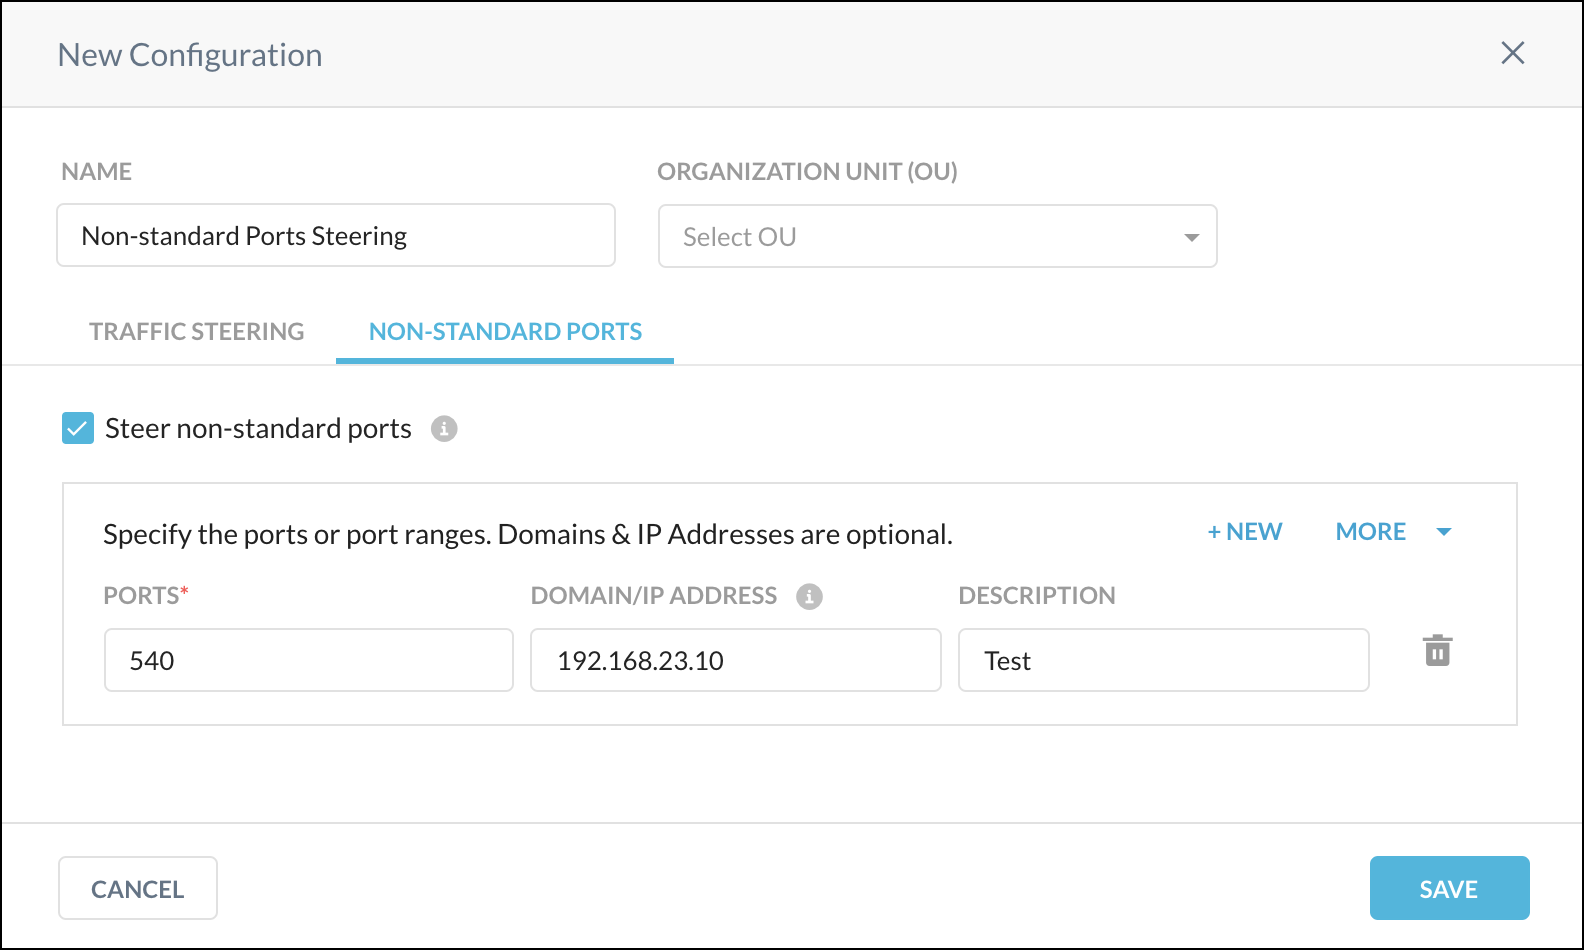 New Configuration
NAME
ORGANIZATION UNIT (OU)
Non-standard Ports Steering
Select OU
TRAFFIC STEERING
NON-STANDARD PORTS
Steer non-standard ports
Specify the ports or port ranges. Domains & IP Addresses are optional.
+ NEW
MORE
PORTS*
DOMAIN/IP ADDRESS
DESCRIPTION
540
192.168.23.10
Test
CANCEL
SAVE